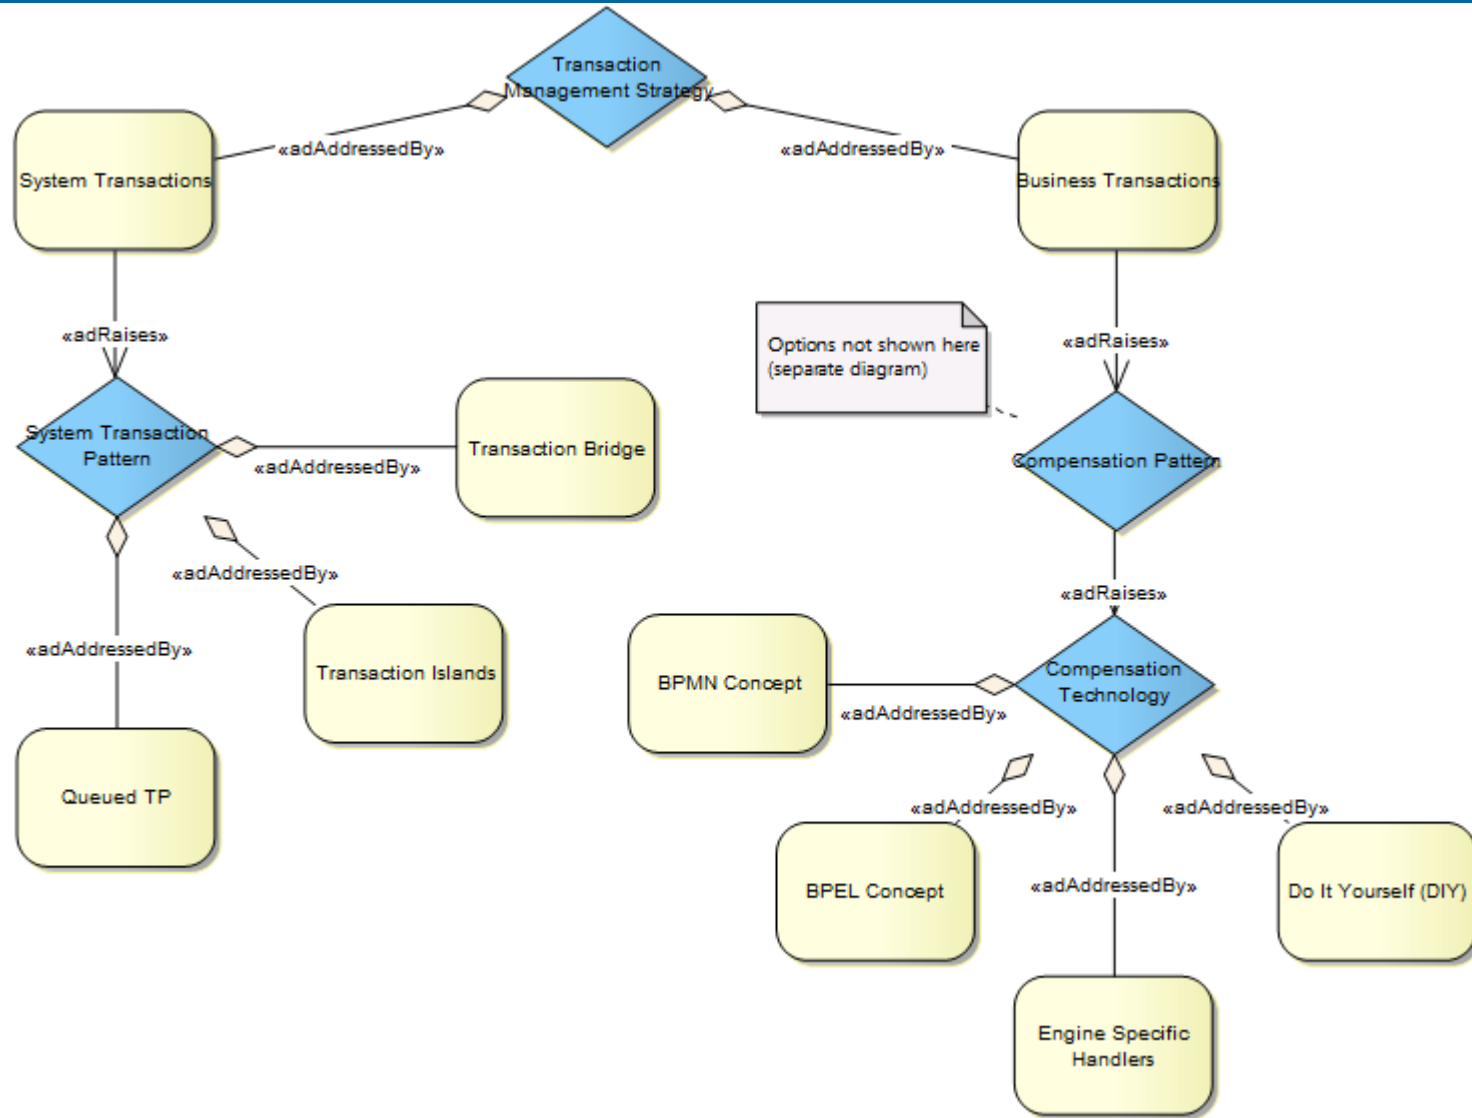 Transaction
Management Strategy
«adAddressedBy»
«adAddressedBy»
System Transactions
Business Transactions
«adRaises»
«adRaises»
Options not shown here
(separate diagram)
System Transaction
Pattern
«adAddressedBy»
Transaction Bridge
Compensation Pattern
«adAddressedBy»
«adRaises»
«adAddressedBy»
Transaction Islands
BPMN Concept
«adAddressedBy»
Compensation
Technology
Queued TP
«adAddressedBy»
«adAddressedBy»
BPEL Concept
«adAddressedBy»
Do It Yourself (DIY)
Engine Specific
Handlers